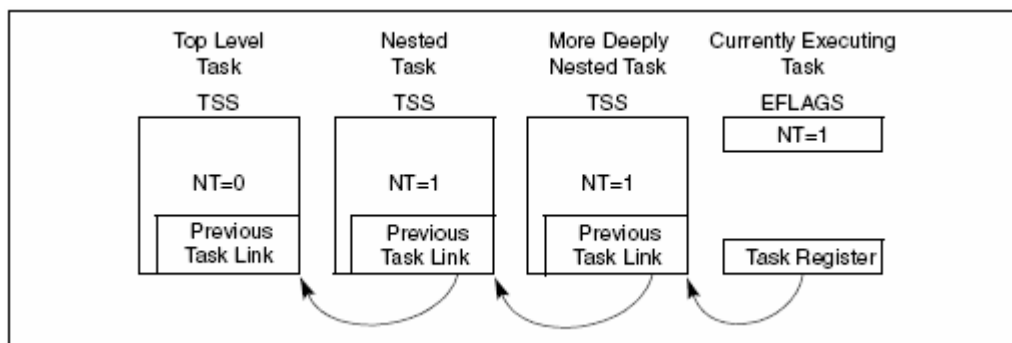 Top Level
Task
TSS
NT=0
Previous
Task Link
Nested
Task
TSS
NT=1
Previous
Task Link
More Deeply
Nested Task
TSS
NT=1
Previous
Task Link
Currently Executing
Task
EFLAGS
NT=1
Task Register